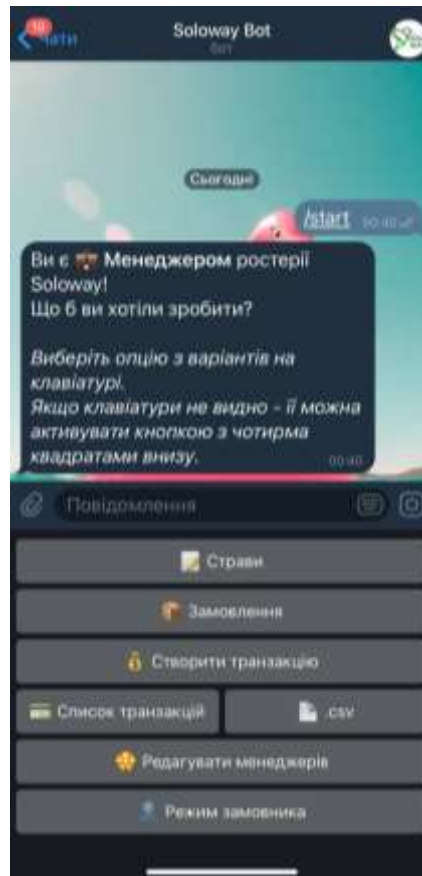 10
Чати
Soloway Bot
бот
Сьогодні
/start 00:40
Ви є Менеджером ростерії
Soloway!
Що б ви хотіли зробити?
Виберіть опцію з варіантів на
клавіатурі.
Якщо клавіатури не видно - її можна
активувати кнопкою з чотирма
квадратами внизу.
00:40
Повідомлення
Страви
Замовлення
Створити транзакцію
Список транзакцій
.csv
Редагувати менеджерів
Режим замовника